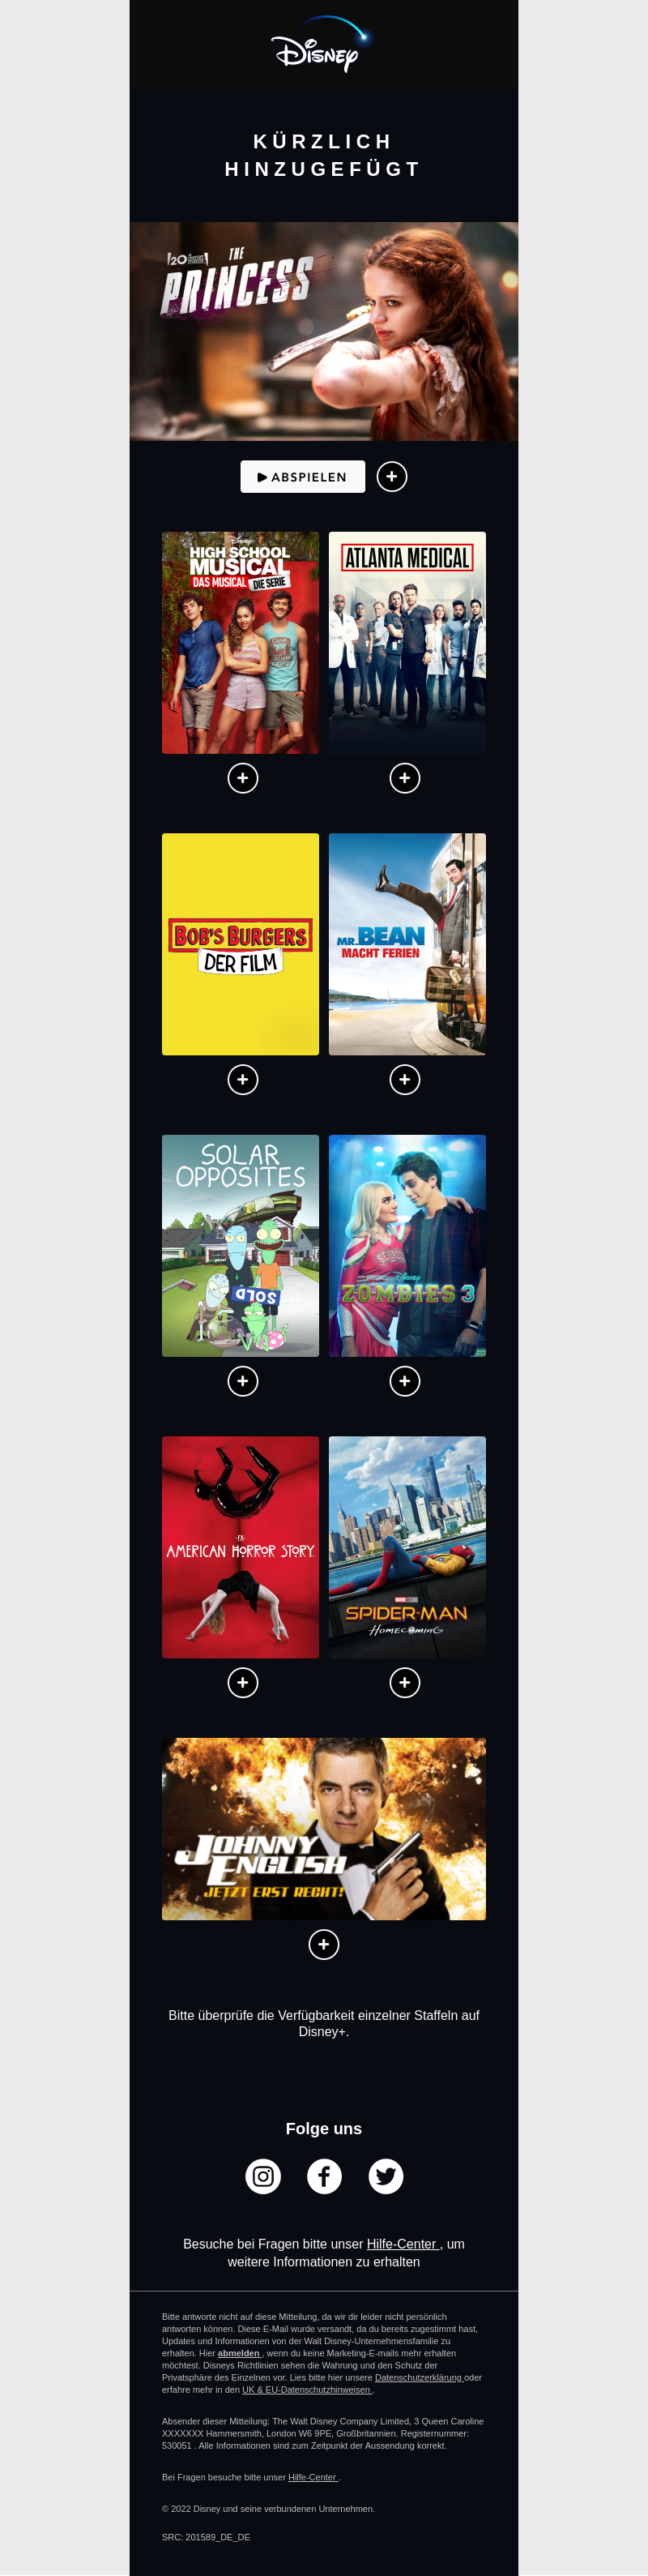 Disney
KÜRZLICH
HINZUGEFÜGT
20
THE
PRINCESS
ABSPIELEN
Disney
HIGH SCHOOL
MUSICAL
DAS MUSICAL DIE SERIE
ATLANTA MEDICAL
BOB'S BURGERS
DER FILM
MR. BEAN
MACHT FERIEN
SOLAR
OPPOSITES
SOLD
Disney
ZOMBIES 3
FX
AMERICAN HORROR STORY
MARVEL STUDIOS
SPIDER-MAN
HOMECOMING
JOHNNY
ENGLISH
JETZT ERST RECHT!
Bitte überprüfe die Verfügbarkeit einzelner Staffeln auf
Disney+.
Folge uns
Besuche bei Fragen bitte unser Hilfe-Center , um
weitere Informationen zu erhalten
Bitte antworte nicht auf diese Mitteilung, da wir dir leider nicht persönlich
antworten können. Diese E-Mail wurde versandt, da du bereits zugestimmt hast,
Updates und Informationen von der Walt Disney-Unternehmensfamilie zu
erhalten. Hier abmelden , wenn du keine Marketing-E-mails mehr erhalten
möchtest. Disneys Richtlinien sehen die Wahrung und den Schutz der
Privatsphäre des Einzelnen vor. Lies bitte hier unsere Datenschutzerklärung oder
erfahre mehr in den UK & EU-Datenschutzhinweisen .
Absender dieser Mitteilung: The Walt Disney Company Limited, 3 Queen Caroline
XXXXXXX Hammersmith, London W6 9PE, Großbritannien. Registernummer:
530051 . Alle Informationen sind zum Zeitpunkt der Aussendung korrekt.
Bei Fragen besuche bitte unser Hilfe-Center .
© 2022 Disney und seine verbundenen Unternehmen.
SRC: 201589_DE_DE